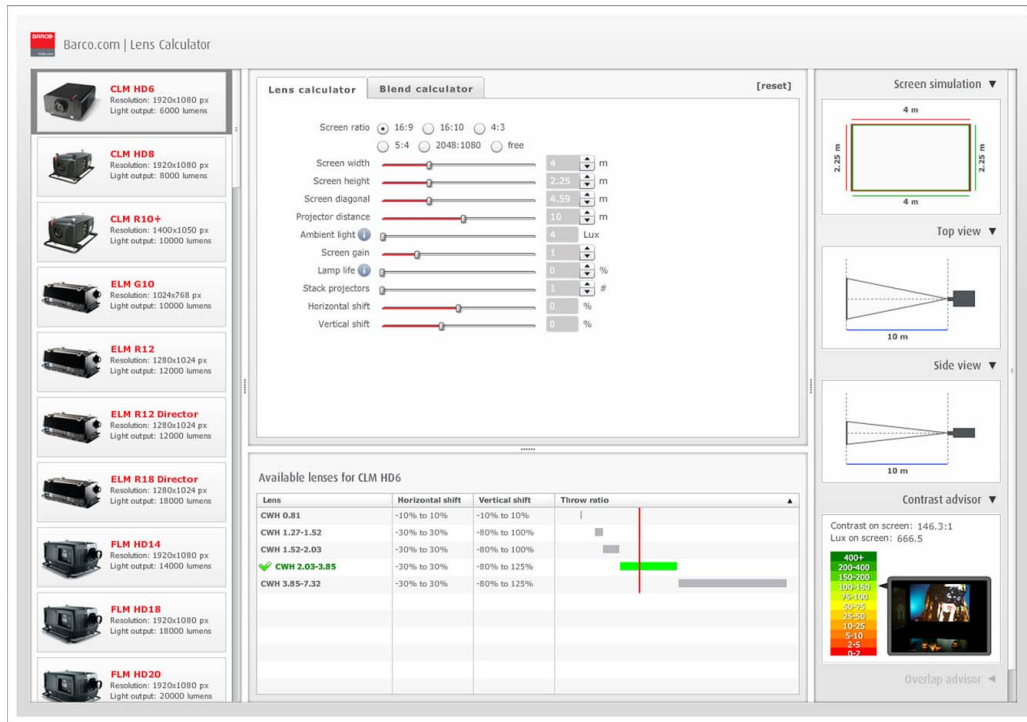 BARCO
Barco.com | Lens Calculator
CLM HD6
Resolution: 1920x1080 px
Light output: 6000 lumens
CLM HD8
Resolution: 1920x1080 px
Light output: 8000 lumens
CLM R10+
Resolution: 1400x1050 px
Light output: 10000 lumens
ELM G10
Resolution: 1024x768 px
Light output: 10000 lumens
ELM R12
Resolution: 1280x1024 px
Light output: 12000 lumens
ELM R12 Director
Resolution: 1280x1024 px
Light output: 12000 lumens
ELM R18 Director
Resolution: 1280x1024 px
Light output: 18000 lumens
FLM HD14
Resolution: 1920x1080 px
Light output: 14000 lumens
FLM HD18
Resolution: 1920x1080 px
Light output: 18000 lumens
FLM HD20
Resolution: 1920x1080 px
Light output: 20000 lumens
Lens calculator Blend calculator [reset]
Screen ratio 16:9 16:10 4:3
5:4 2048:1080 free
Screen width 4 m
Screen height 2.25 m
Screen diagonal 4.59 m
Projector distance 10 m
Ambient light i 4 Lux
Screen gain 1
Lamp life i 0 %
Stack projectors 1 #
Horizontal shift 0 %
Vertical shift 0 %
Available lenses for CLM HD6
Lens Horizontal shift Vertical shift Throw ratio
CWH 0.81 -10% to 10% -10% to 10%
CWH 1.27-1.52 -30% to 30% -80% to 100%
CWH 1.52-2.03 -30% to 30% -80% to 100%
CWH 2.03-3.85 -30% to 30% -80% to 125%
CWH 3.85-7.32 -30% to 30% -80% to 125%
Screen simulation
4 m
2.25 m
2.25 m
4 m
Top view
10 m
Side view
10 m
Contrast advisor
Contrast on screen: 146.3:1
Lux on screen: 666.5
400+
200-400
150-200
100-150
75-100
50-75
25-50
10-25
5-10
2-5
0-2
Overlap advisor